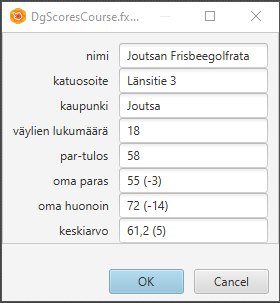 DgScoresCourse.fx...
nimi Joutsan Frisbeegolfrata
katuosoite Länsitie 3
kaupunki Joutsa
väylien lukumäärä 18
par-tulos 58
oma paras 55 (-3)
oma huonoin 72 (-14)
keskiarvo 61,2 (5)
OK Cancel